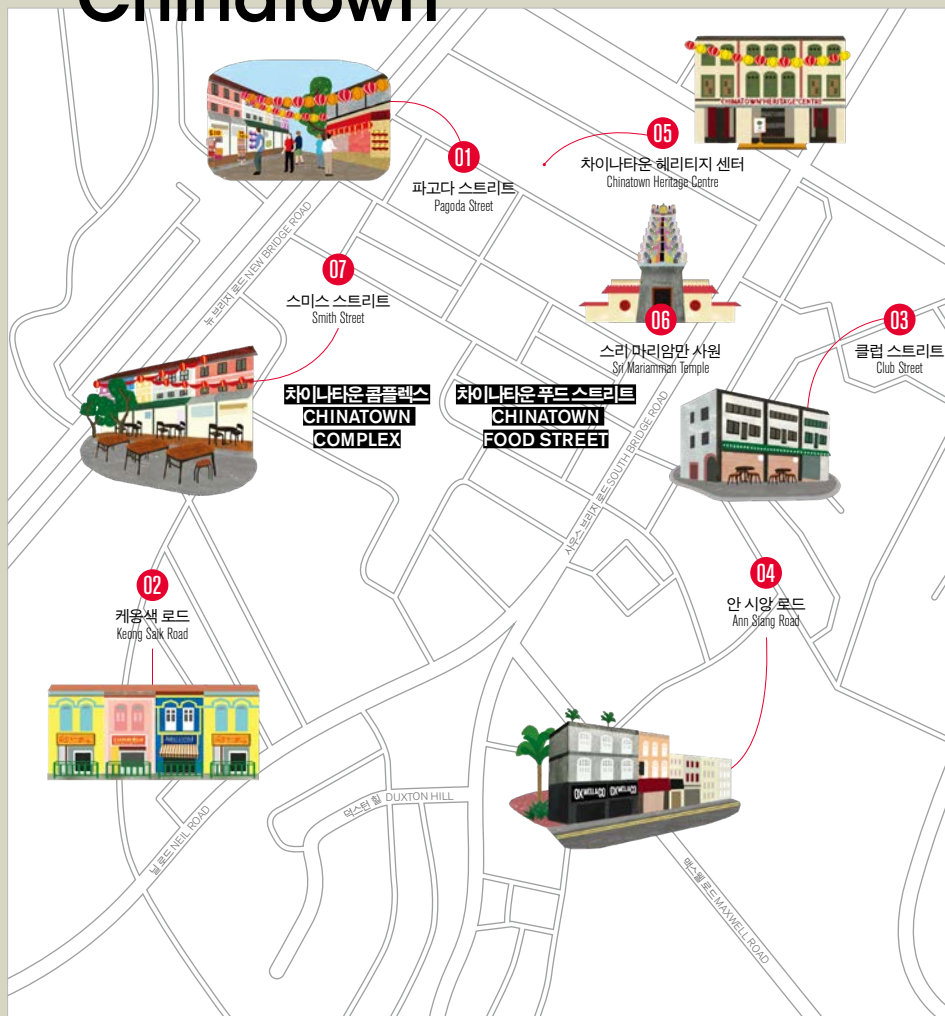 Chinatown
CHINATOWN HERITAGE CENTRE
01
파고다 스트리트
Pagoda Street
05
차이나타운 헤리티지 센터
Chinatown Heritage Centre
뉴 브리지 로드 NEW BRIDGE ROAD
07
스미스 스트리트
Smith Street
06
스리 마리암만 사원
Sri Mariamman Temple
03
클럽 스트리트
Club Street
차이나타운 콤플렉스
CHINATOWN
COMPLEX
차이나타운 푸드 스트리트
CHINATOWN
FOOD STREET
사우스 브리지 로드 SOUTH BRIDGE ROAD
02
케옹색 로드
Keong Saik Road
04
안 시앙 로드
Ann Siang Road
OXWELL&CO OXWELL&CO
덕스턴 힐 DUXTON HILL
닐 로드 NEIL ROAD
맥스웰 로드 MAXWELL ROAD